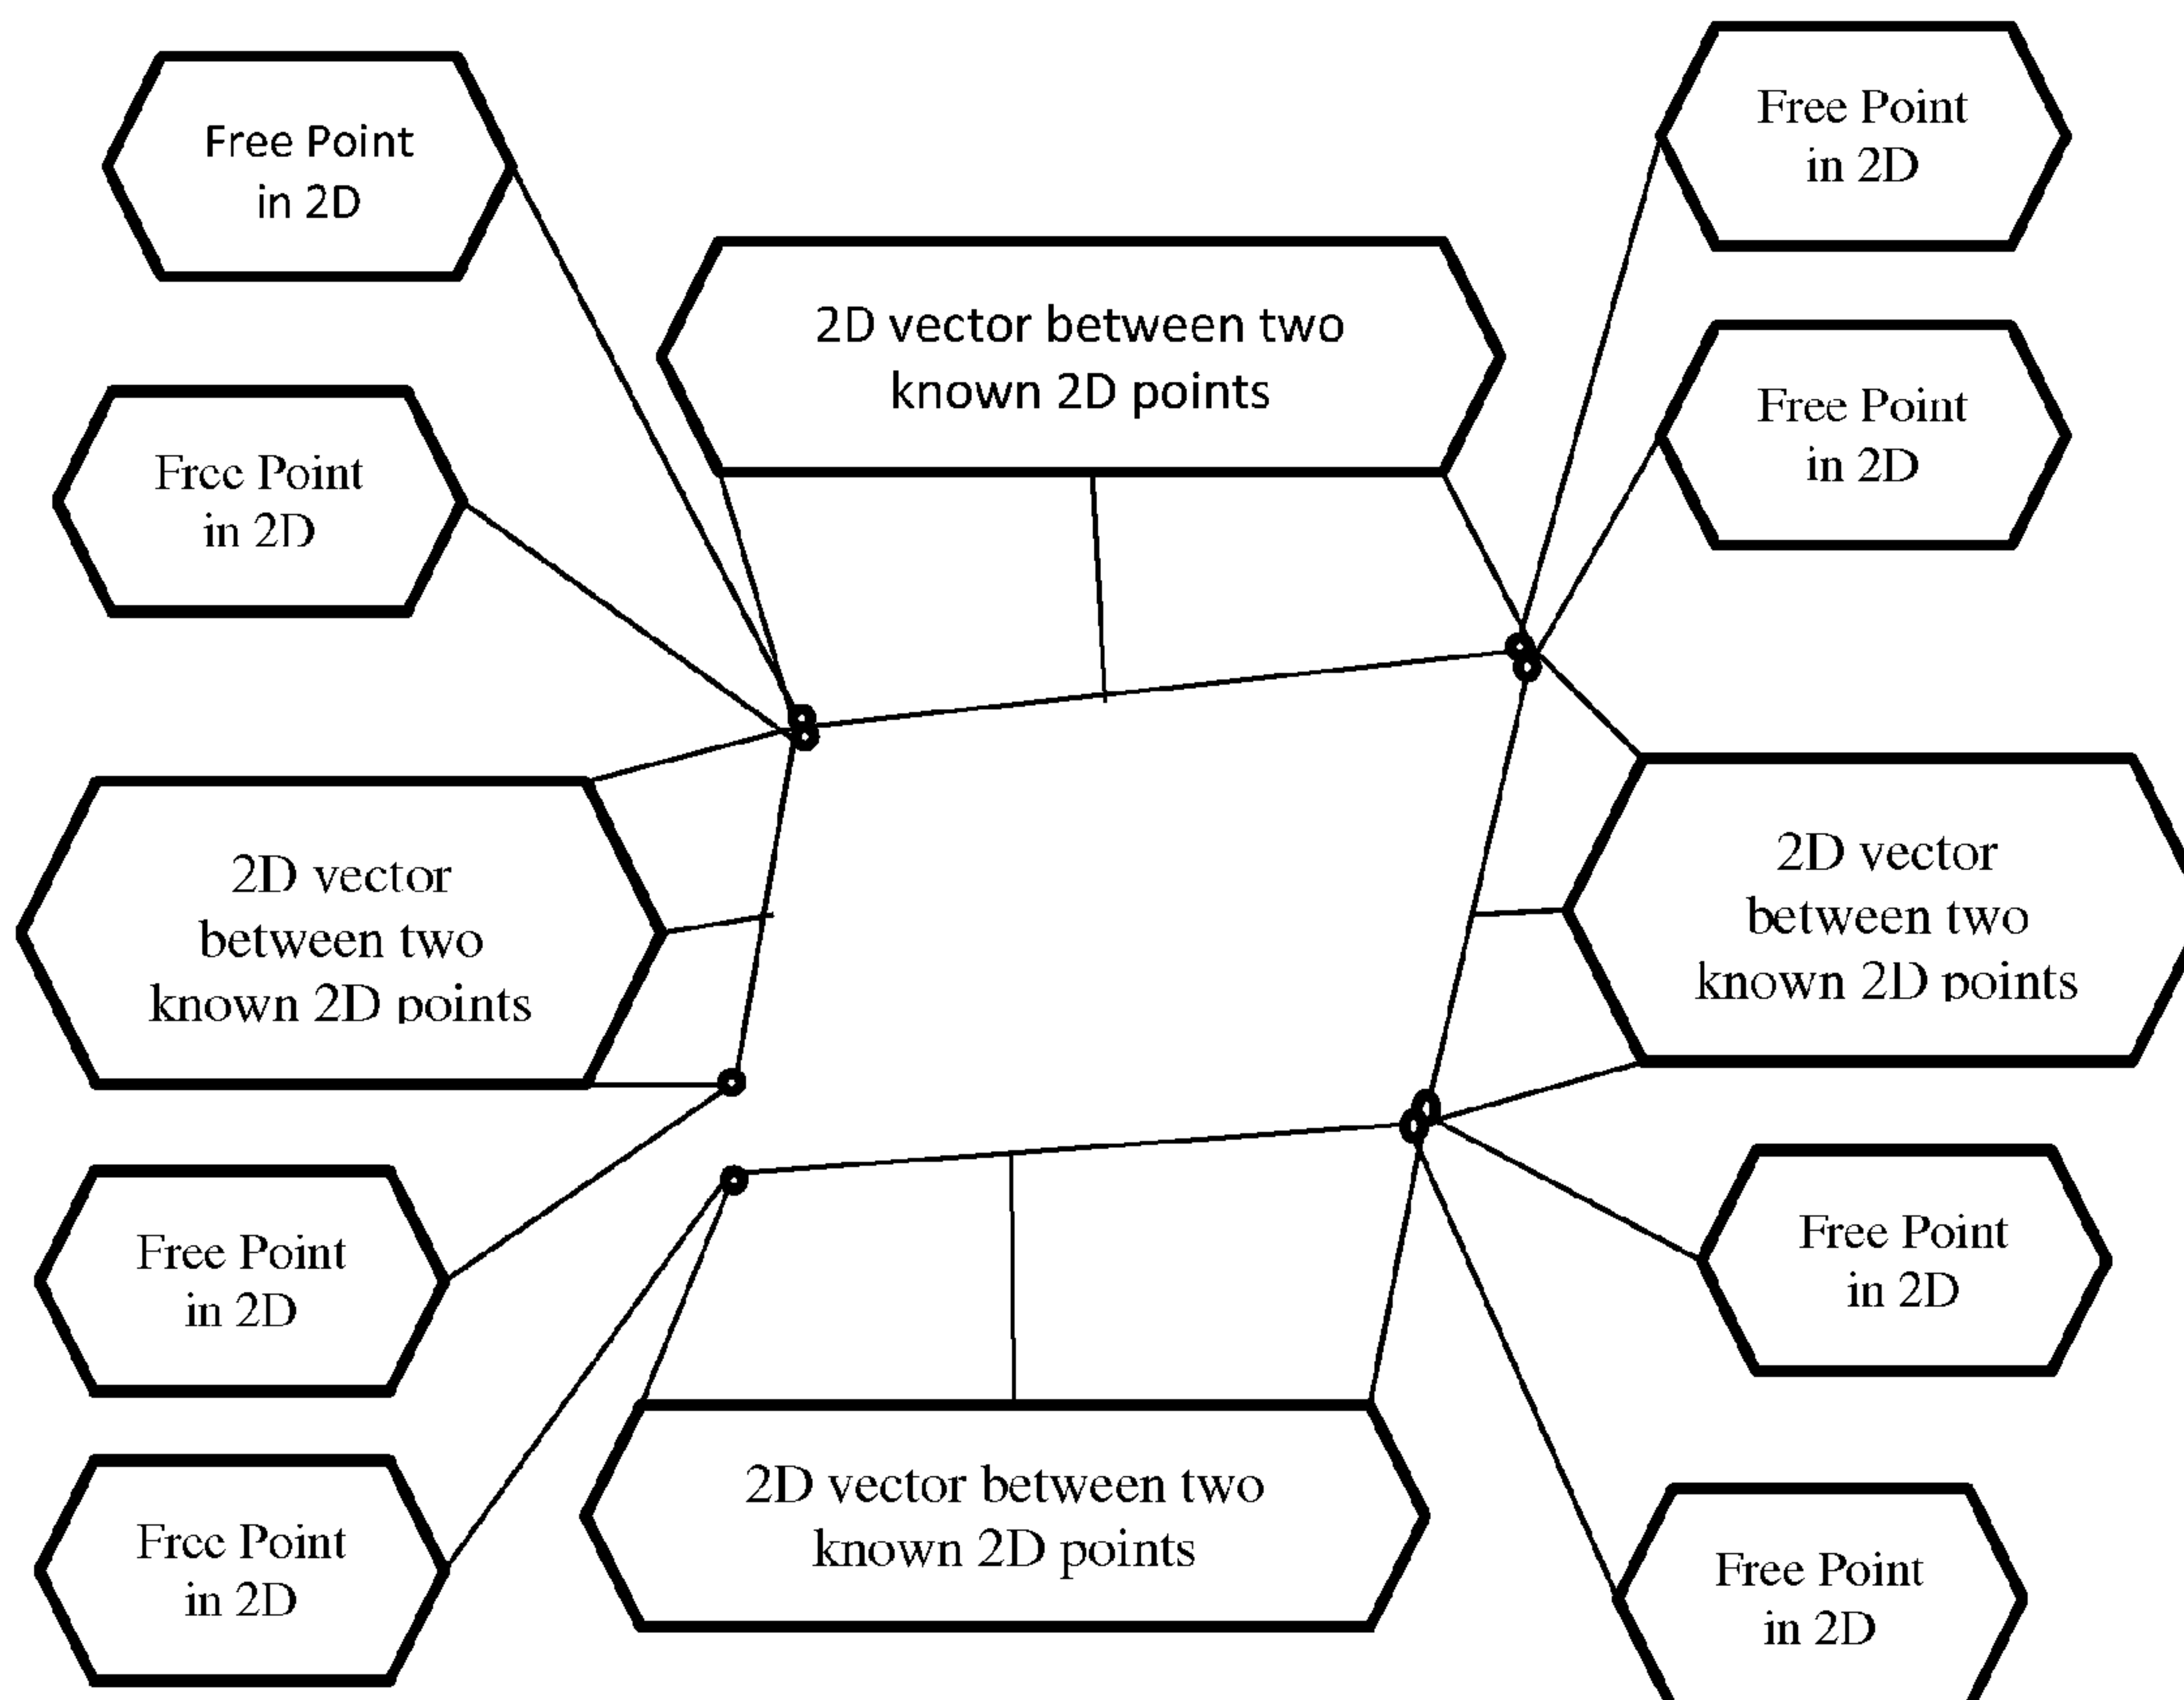 Free Point
in 2D
Free Point
in 2D
2D vector between two
known 2D points
Free Point
in 2D
Free Point
in 2D
2D vector
between two
known 2D points
2D vector
between two
known 2D points
Free Point
in 2D
Free Point
in 2D
2D vector between two
known 2D points
Free Point
in 2D
Free Point
in 2D